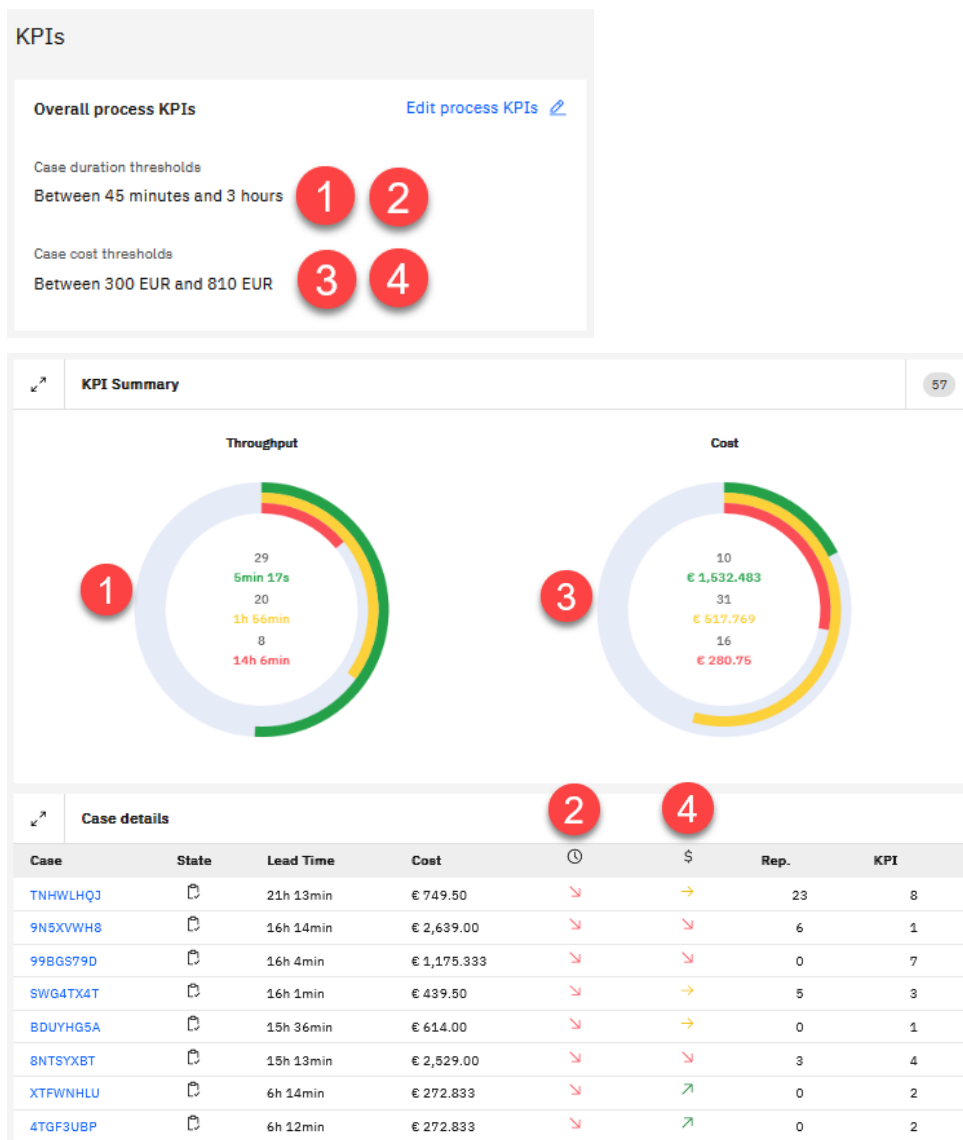 KPIs
Overall process KPIs Edit process KPIs
Case duration thresholds
Between 45 minutes and 3 hours 1 2
Case cost thresholds
Between 300 EUR and 810 EUR 3 4
KPI Summary 57
Throughput Cost
29 10
5min 17s € 1,532.483
1 20 3 31
1h 56min € 517.769
8 16
14h 6min € 280.75
Case details 2 4
Case State Lead Time Cost $ Rep. KPI
TNHWLHQJ 21h 13min € 749.50 23 8
9N5XVWH8 16h 14min € 2,639.00 6 1
99BGS79D 16h 4min € 1,175.333 0 7
SWG4TX4T 16h 1min € 439.50 5 3
BDUYHG5A 15h 36min € 614.00 0 1
8NTSYXBT 15h 13min € 2,529.00 3 4
XTFWNHLU 6h 14min € 272.833 0 2
4TGF3UBP 6h 12min € 272.833 0 2